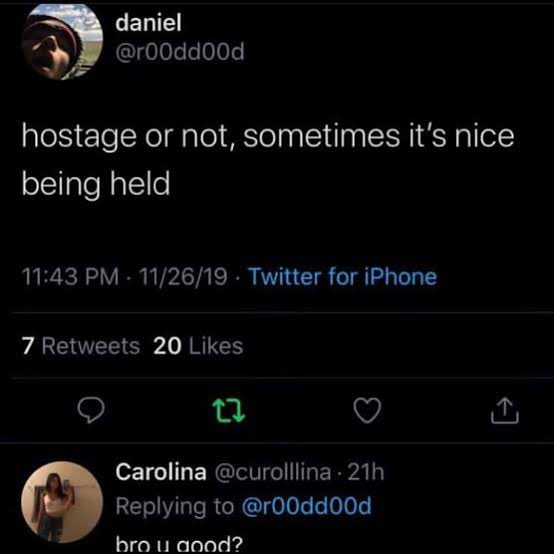 daniel
@r00dd00d
hostage or not, sometimes it's nice
being held
11:43 PM · 11/26/19 · Twitter for iPhone
7 Retweets 20 Likes
Carolina @curolllina · 21h
Replying to @r00dd00d
bro u good?